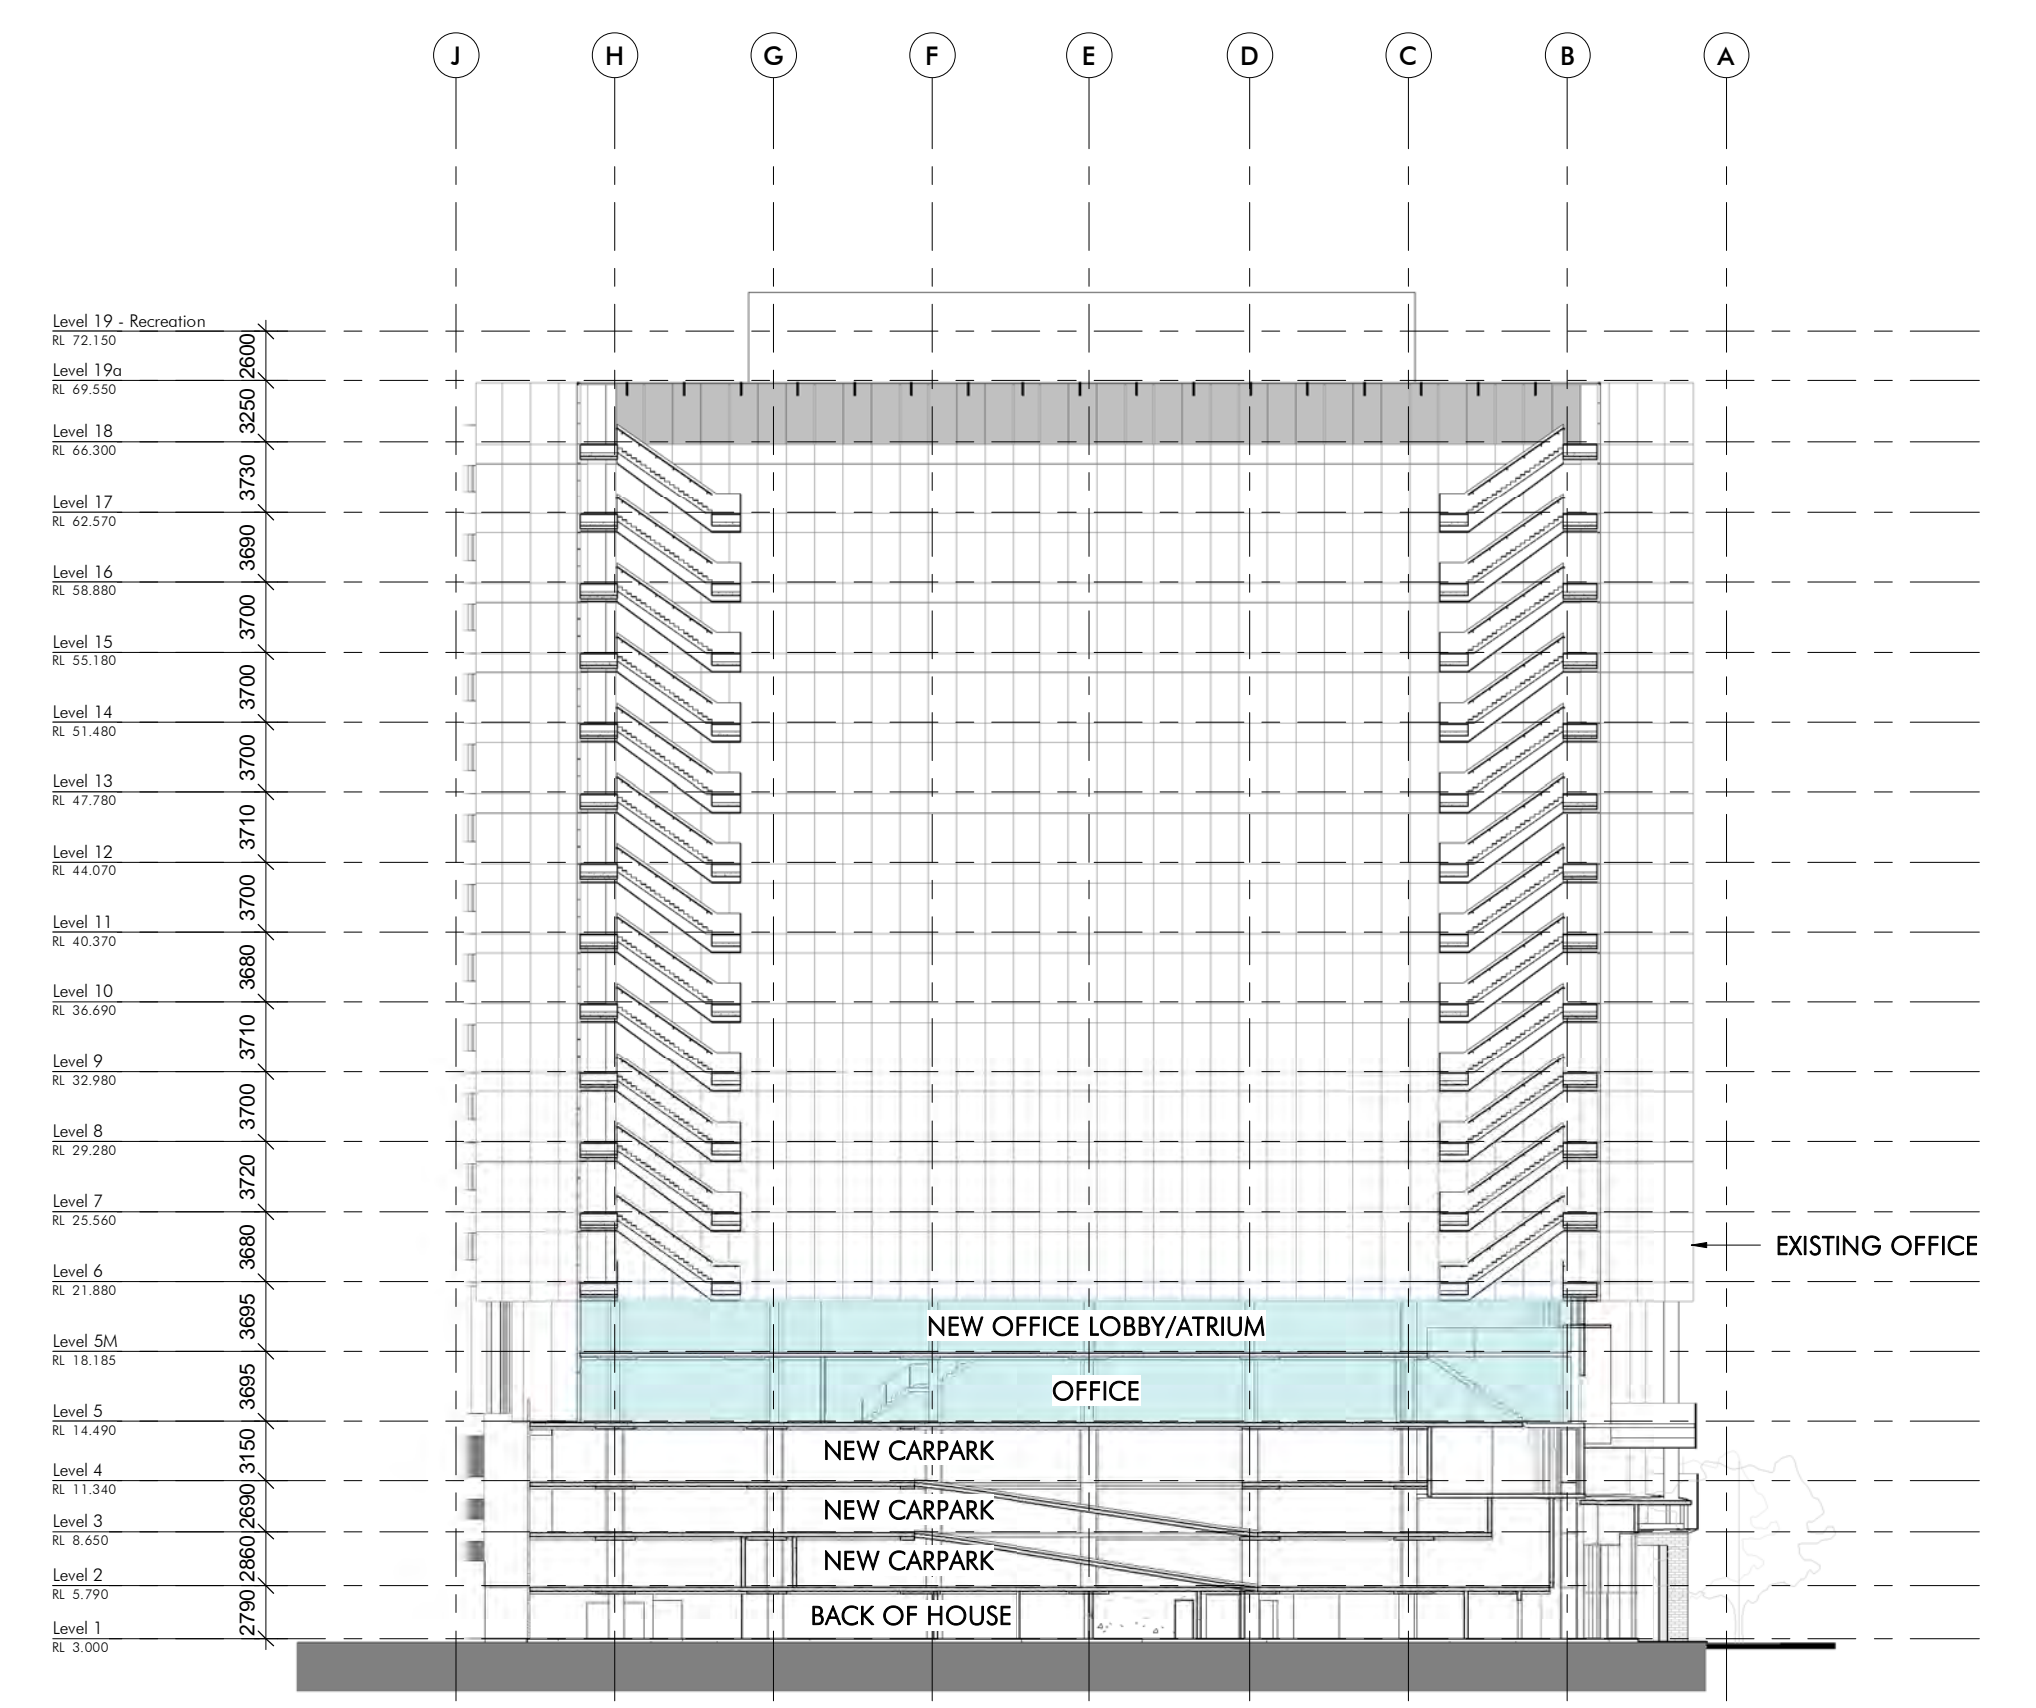 J H G F E D C B A
Level 19 - Recreation
RL 72.150
2600
Level 19a
RL 69.550
3250
Level 18
RL 66.300
3730
Level 17
RL 62.570
3690
Level 16
RL 58.880
3700
Level 15
RL 55.180
3700
Level 14
RL 51.480
3700
Level 13
RL 47.780
3710
Level 12
RL 44.070
3700
Level 11
RL 40.370
3680
Level 10
RL 36.690
3710
Level 9
RL 32.980
3700
Level 8
RL 29.280
3720
Level 7
RL 25.560
3680
EXISTING OFFICE
Level 6
RL 21.880
3695
NEW OFFICE LOBBY/ATRIUM
Level 5M
RL 18.185
3695
OFFICE
Level 5
RL 14.490
3150
NEW CARPARK
Level 4
RL 11.340
2690
NEW CARPARK
Level 3
RL 8.650
2860
NEW CARPARK
Level 2
RL 5.790
2790
BACK OF HOUSE
Level 1
RL 3.000